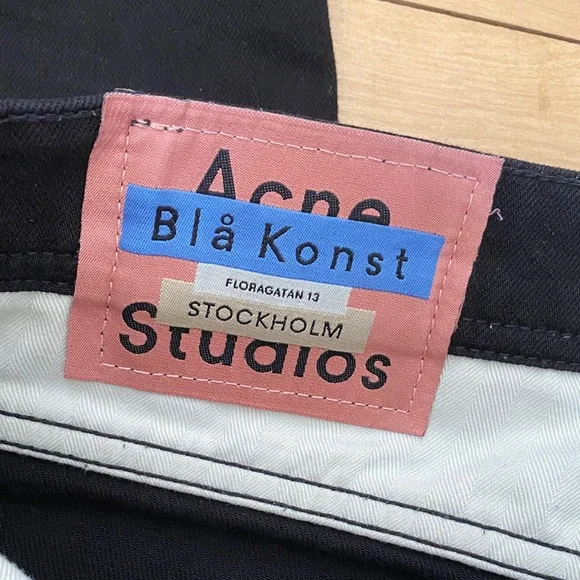 Acne
Blå Konst
FLORAGATAN 13
STOCKHOLM
Studios